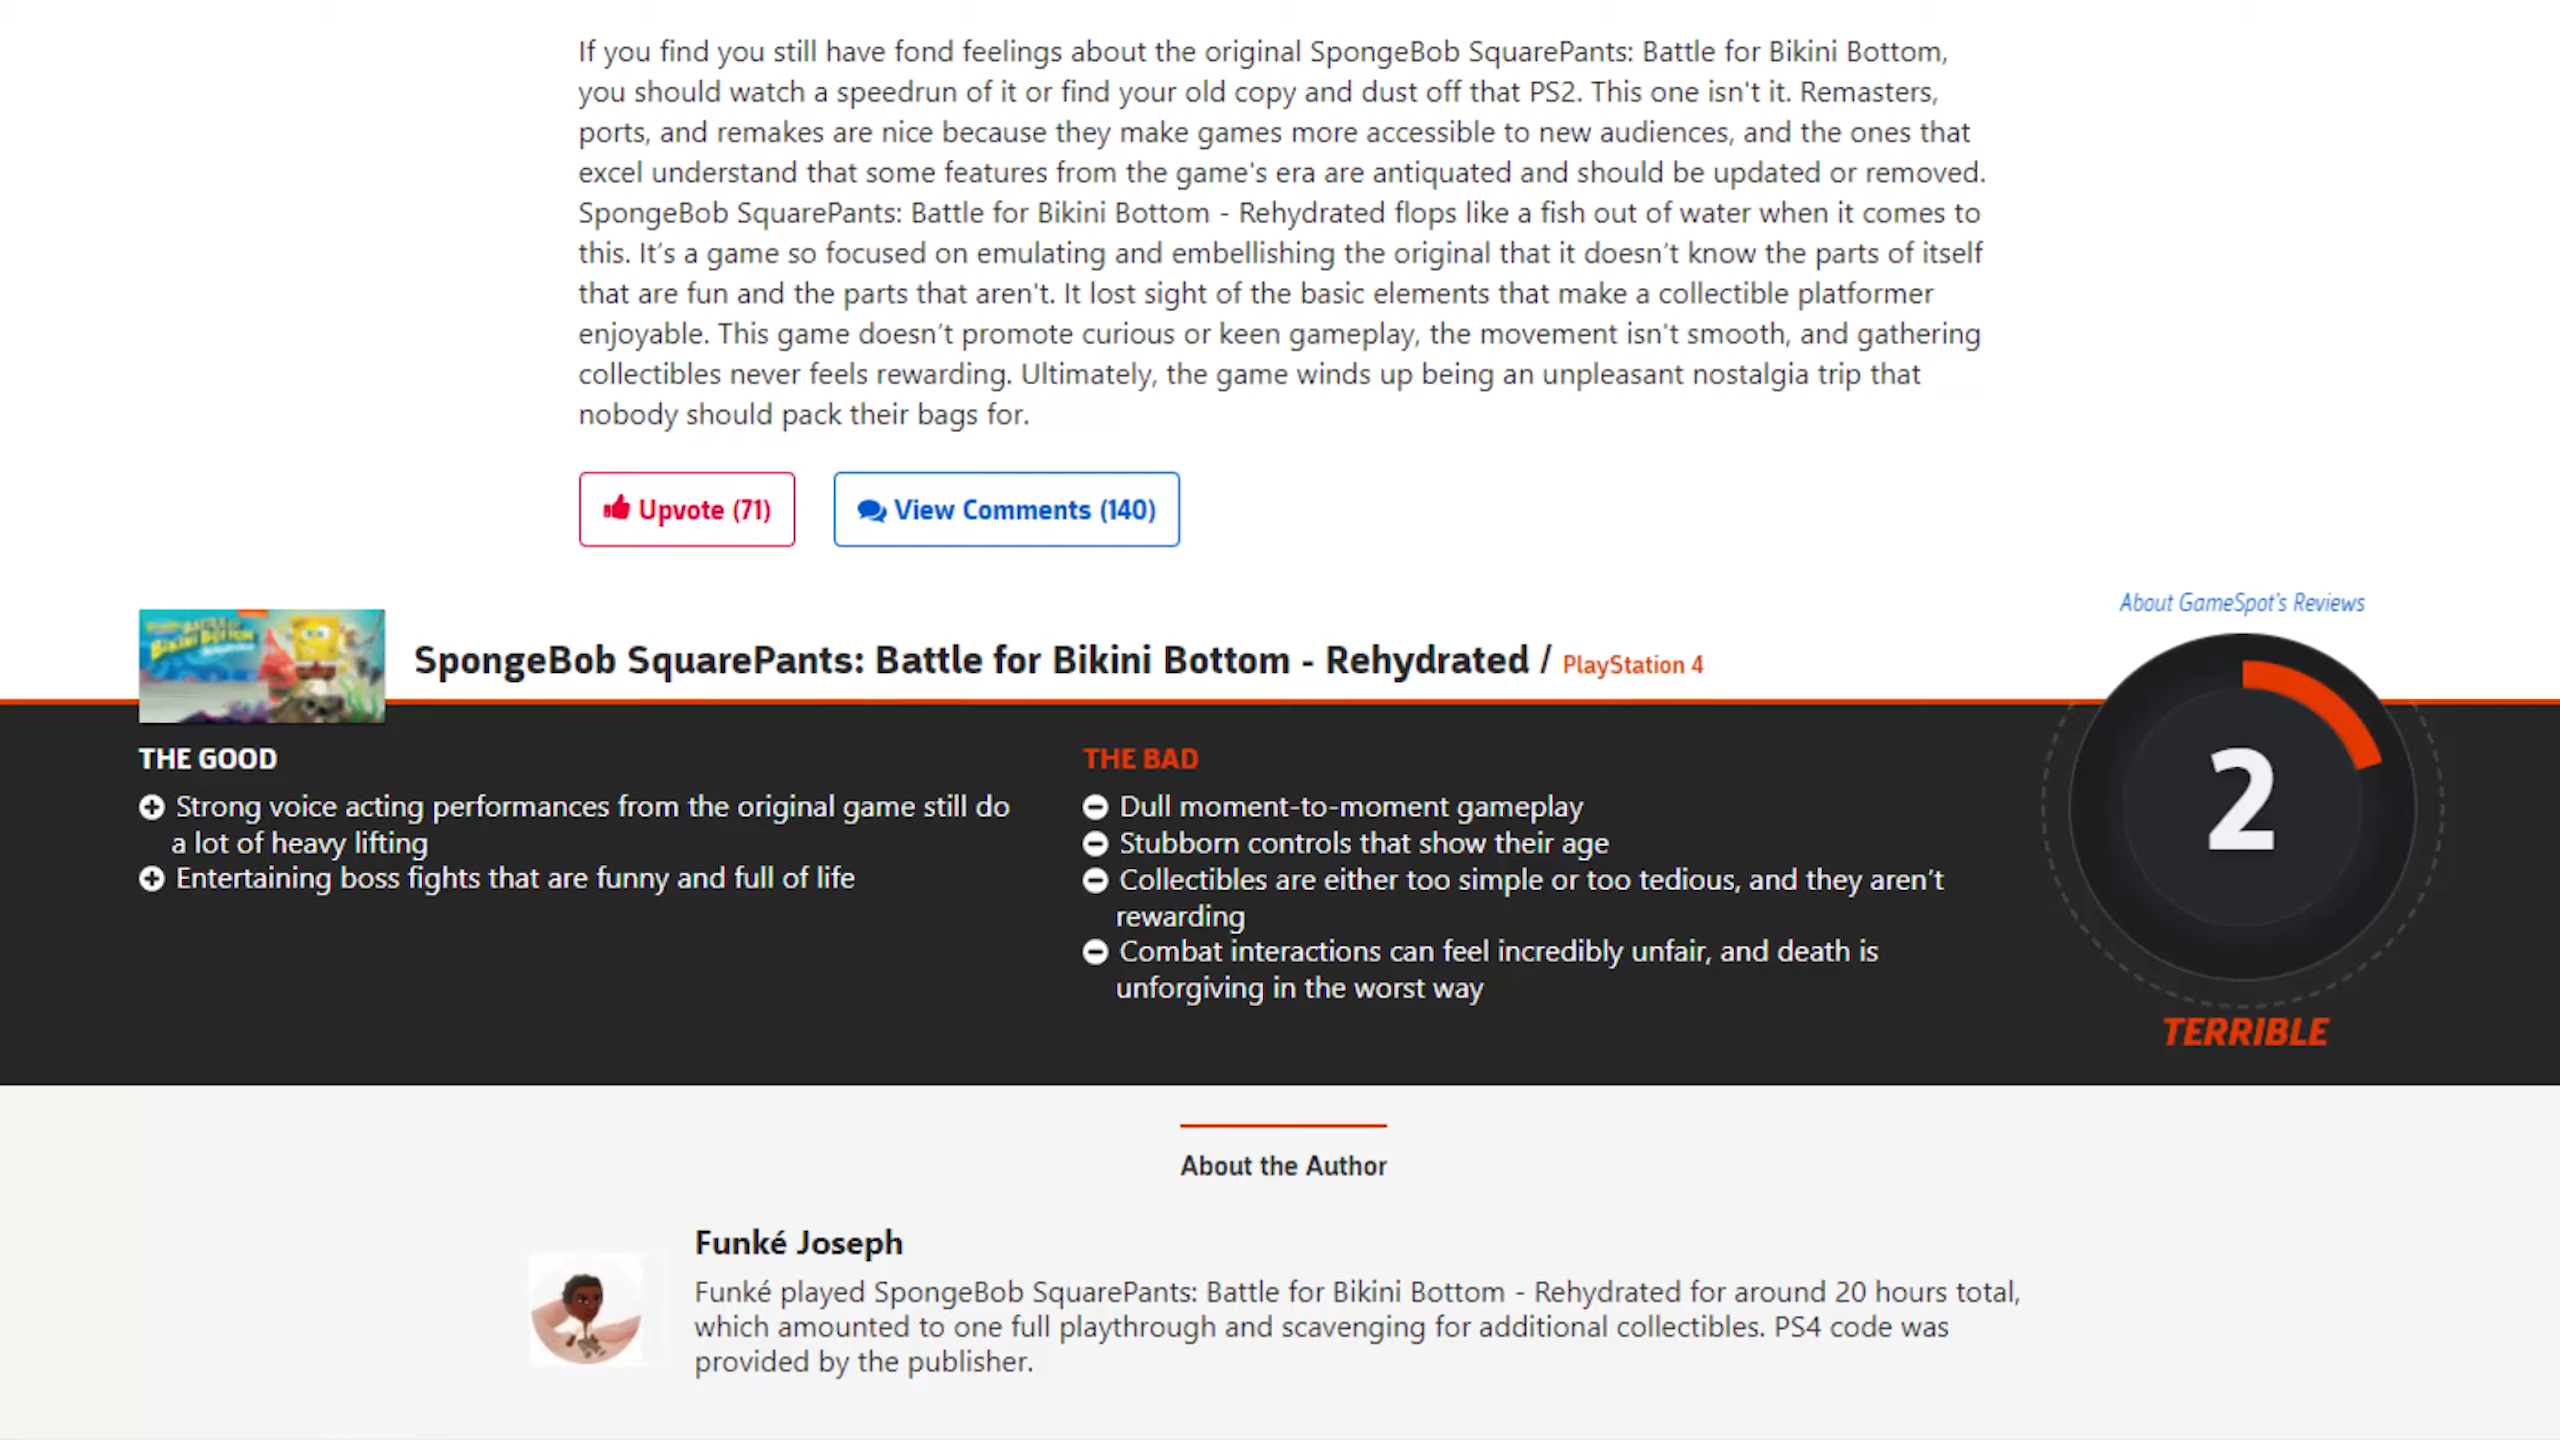 If you find you still have fond feelings about the original SpongeBob SquarePants: Battle for Bikini Bottom,
you should watch a speedrun of it or find your old copy and dust off that PS2. This one isn't it. Remasters,
ports, and remakes are nice because they make games more accessible to new audiences, and the ones that
excel understand that some features from the game's era are antiquated and should be updated or removed.
SpongeBob SquarePants: Battle for Bikini Bottom - Rehydrated flops like a fish out of water when it comes to
this. It’s a game so focused on emulating and embellishing the original that it doesn’t know the parts of itself
that are fun and the parts that aren't. It lost sight of the basic elements that make a collectible platformer
enjoyable. This game doesn’t promote curious or keen gameplay, the movement isn't smooth, and gathering
collectibles never feels rewarding. Ultimately, the game winds up being an unpleasant nostalgia trip that
nobody should pack their bags for.
Upvote (71)
View Comments (140)
About GameSpot's Reviews
BATTLE FOR
BIKINI BOTTOM
SpongeBob SquarePants: Battle for Bikini Bottom - Rehydrated / PlayStation 4
THE GOOD
Strong voice acting performances from the original game still do
a lot of heavy lifting
Entertaining boss fights that are funny and full of life
THE BAD
Dull moment-to-moment gameplay
Stubborn controls that show their age
Collectibles are either too simple or too tedious, and they aren’t
rewarding
Combat interactions can feel incredibly unfair, and death is
unforgiving in the worst way
2
TERRIBLE
About the Author
Funké Joseph
Funké played SpongeBob SquarePants: Battle for Bikini Bottom - Rehydrated for around 20 hours total,
which amounted to one full playthrough and scavenging for additional collectibles. PS4 code was
provided by the publisher.